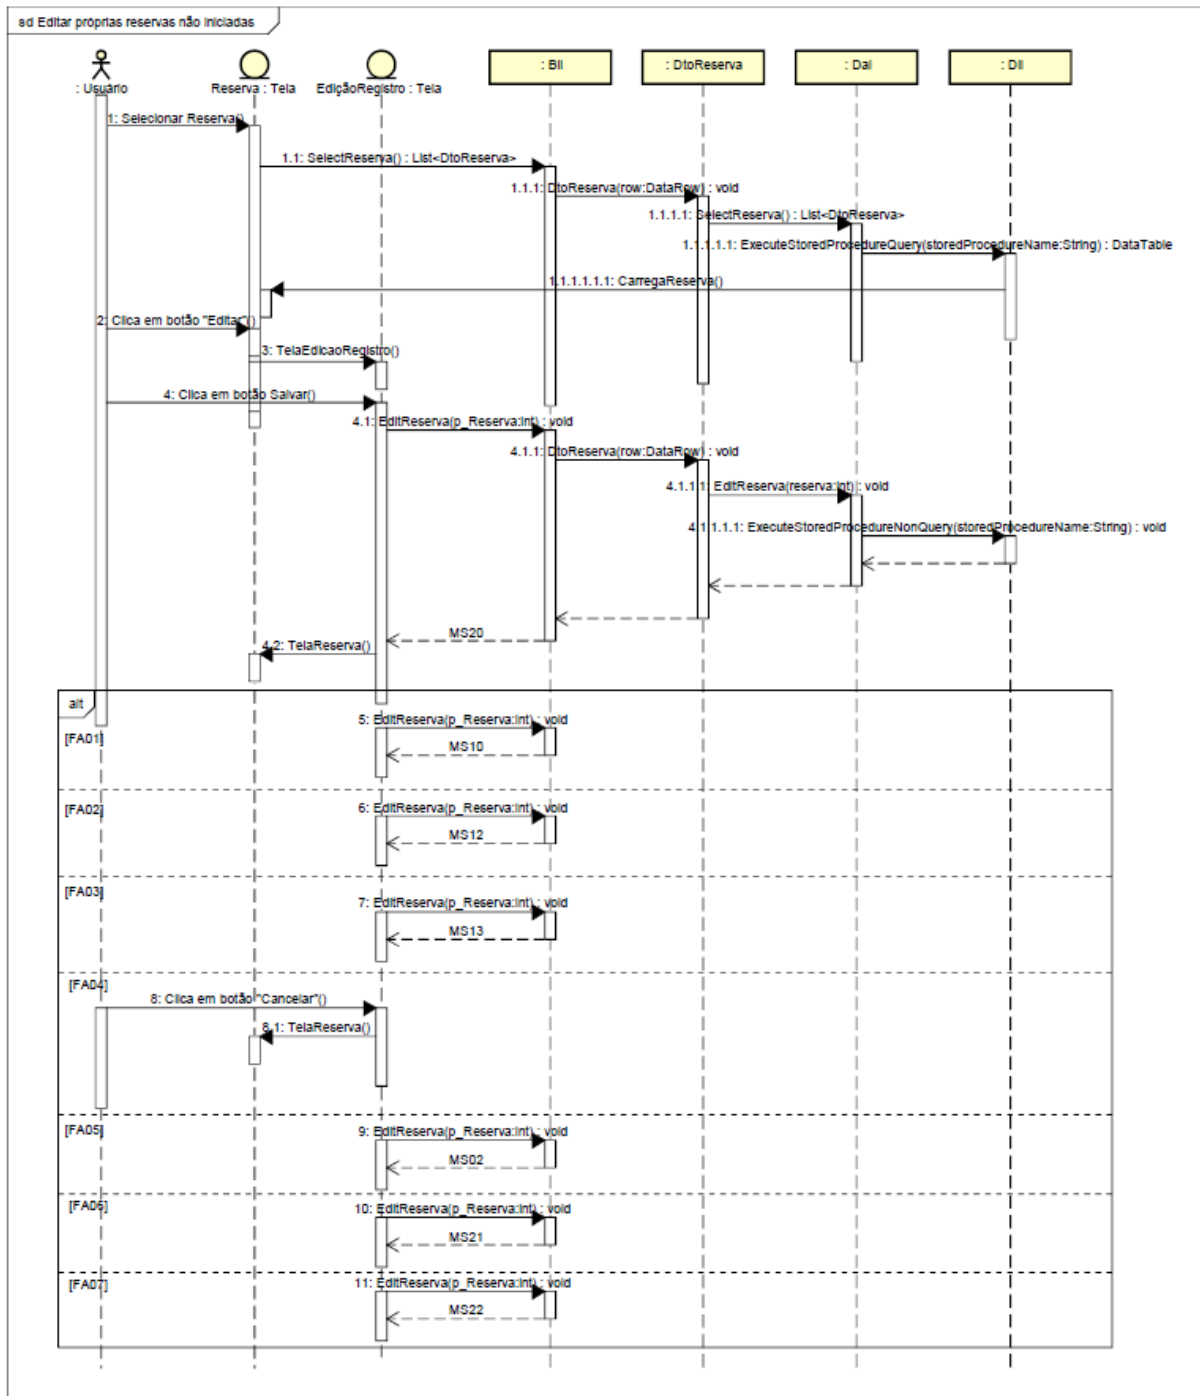 sd Editar próprias reservas não iniciadas
: Usuário
Reserva : Tela
EdiçãoRegistro : Tela
: Bll
: DtoReserva
: Dal
: Dll
1: Selecionar Reserva()
1.1: SelectReserva() : List<DtoReserva>
1.1.1: DtoReserva(row:DataRow) : void
1.1.1.1: SelectReserva() : List<DtoReserva>
1.1.1.1.1: ExecuteStoredProcedureQuery(storedProcedureName:String) : DataTable
1.1.1.1.1.1: CarregaReserva()
2: Clica em botão "Editar"()
3: TelaEdicaoRegistro()
4: Clica em botão Salvar()
4.1: EditReserva(p_Reserva:int) : void
4.1.1: DtoReserva(row:DataRow) : void
4.1.1.1: EditReserva(reserva:int) : void
4.1.1.1.1: ExecuteStoredProcedureNonQuery(storedProcedureName:String) : void
MS20
4.2: TelaReserva()
alt
[FA01]
5: EditReserva(p_Reserva:int) : void
MS10
[FA02]
6: EditReserva(p_Reserva:int) : void
MS12
[FA03]
7: EditReserva(p_Reserva:int) : void
MS13
[FA04]
8: Clica em botão "Cancelar"()
8.1: TelaReserva()
[FA05]
9: EditReserva(p_Reserva:int) : void
MS02
[FA06]
10: EditReserva(p_Reserva:int) : void
MS21
[FA07]
11: EditReserva(p_Reserva:int) : void
MS22